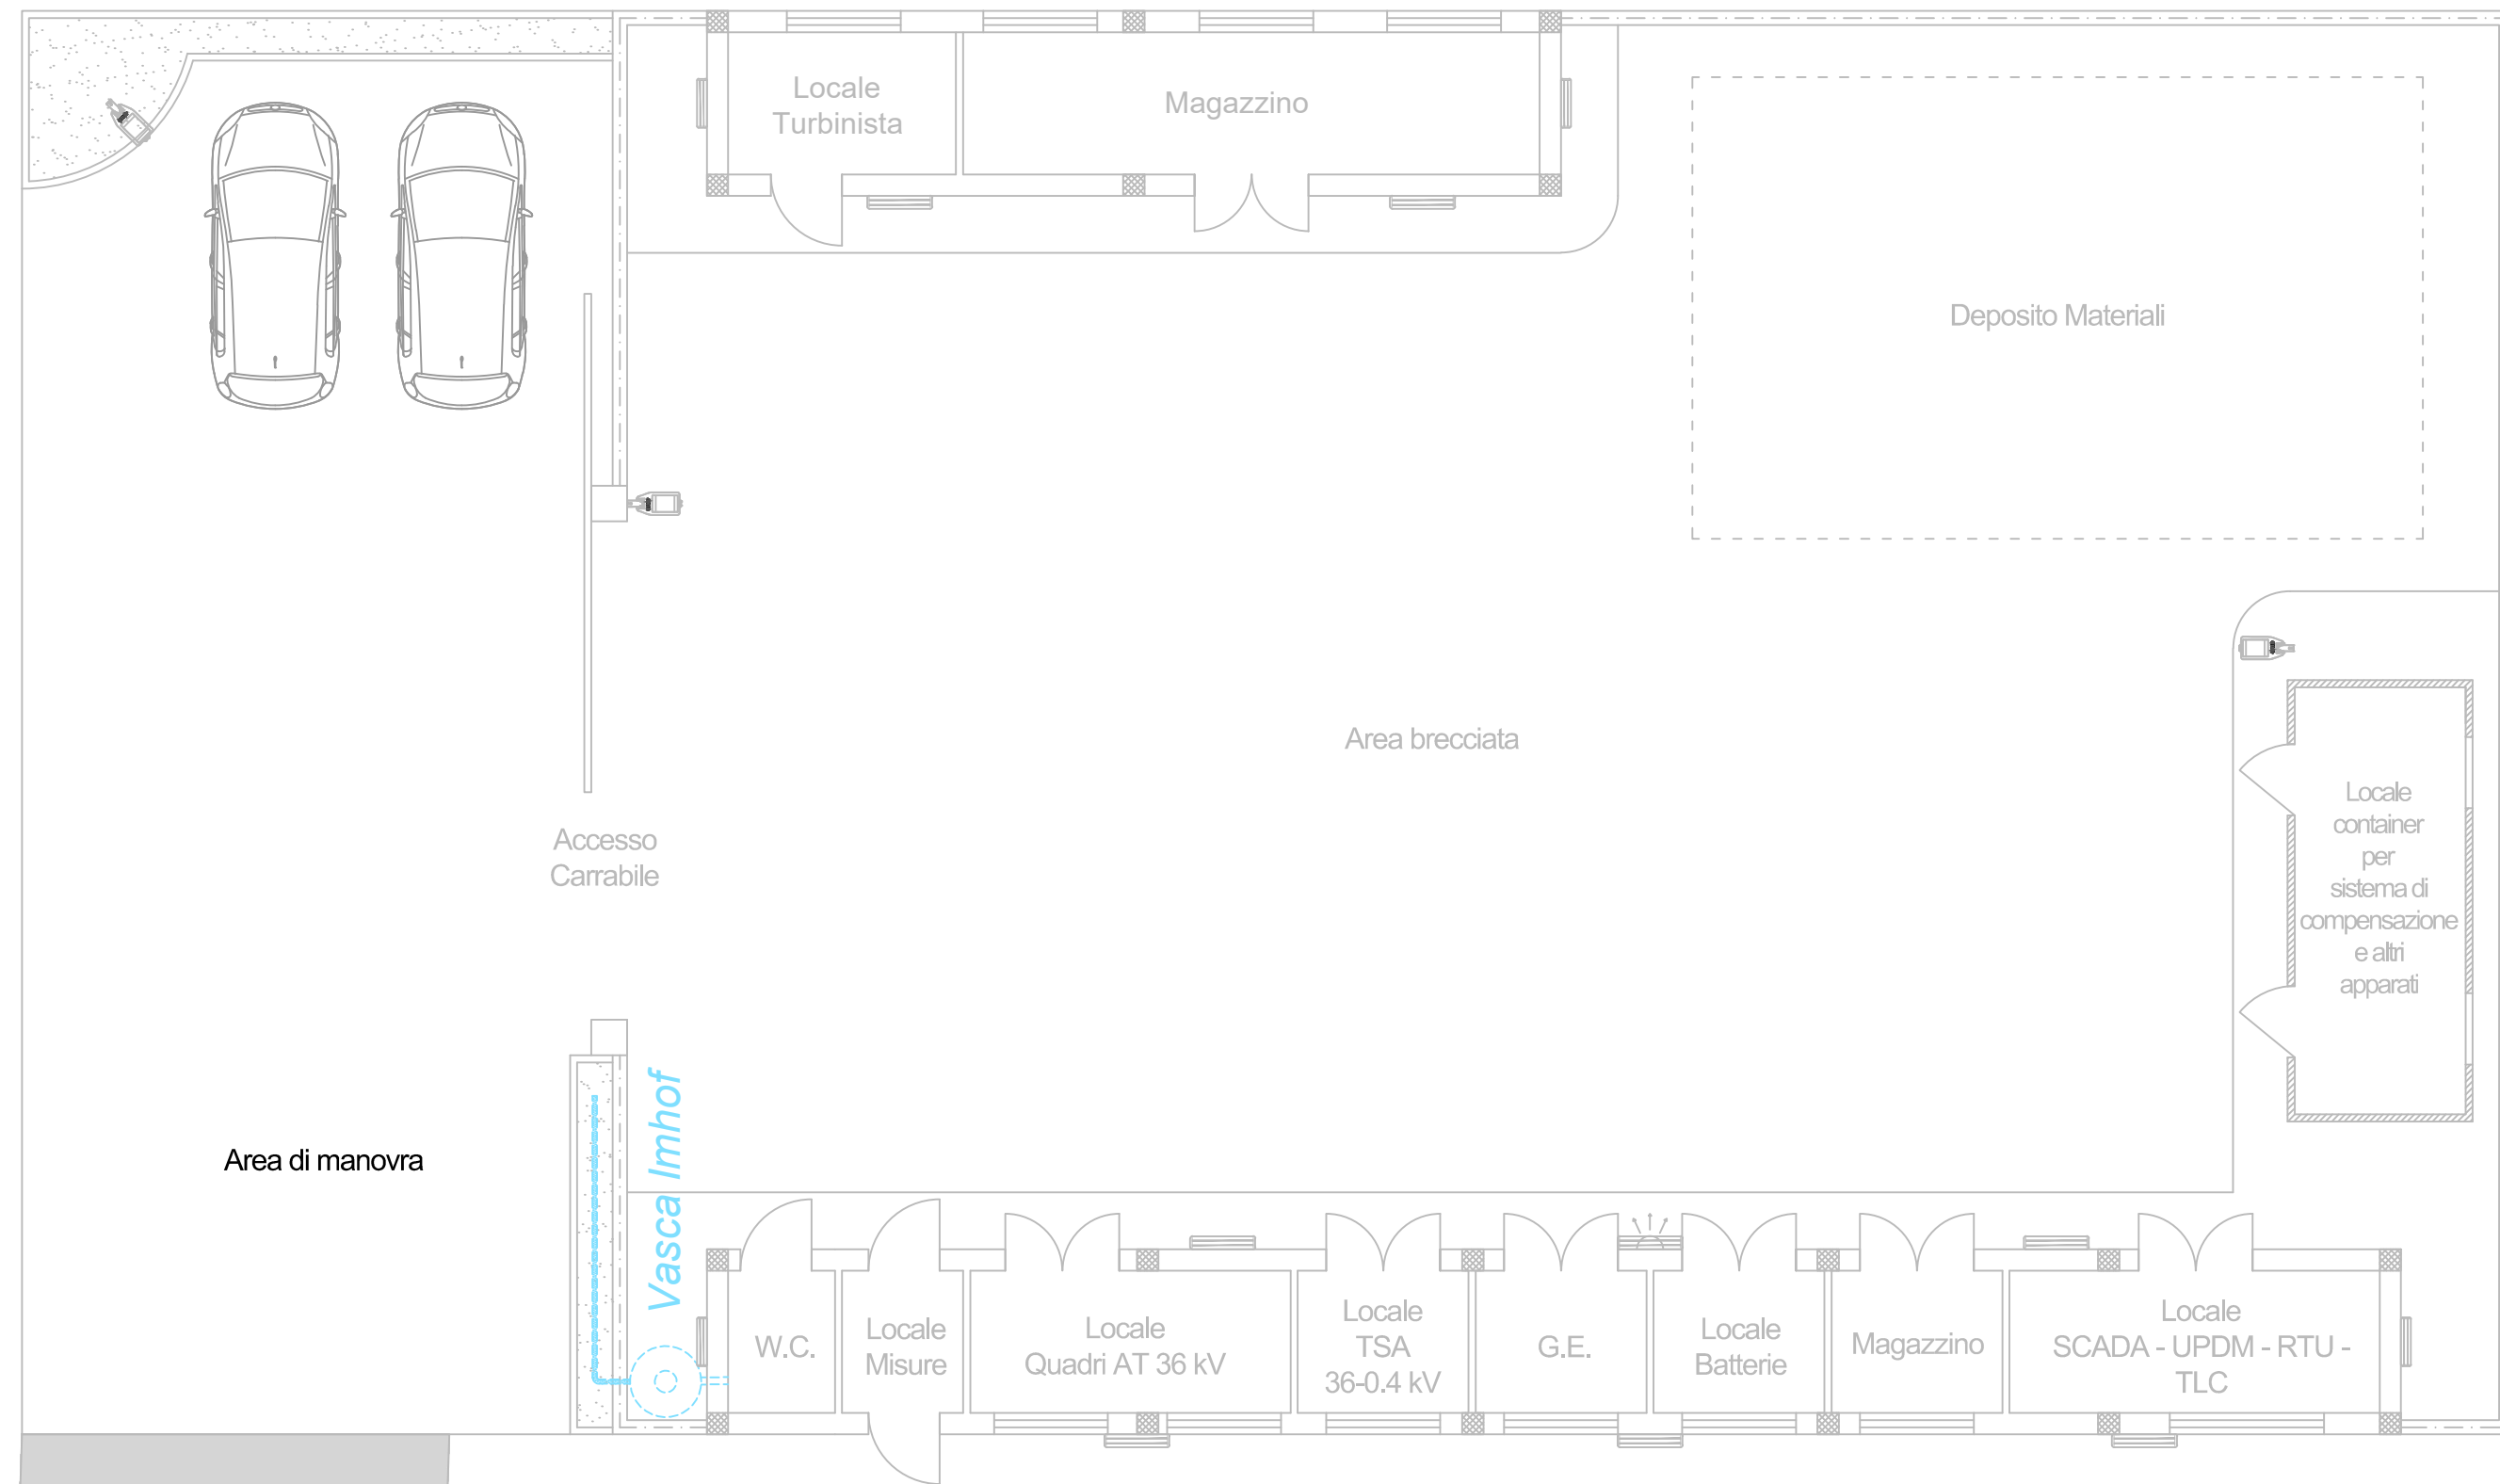 Locale
Turbinista
Magazzino
Deposito Materiali
Area brecciata
Accesso
Carrabile
Locale
container
per
sistema di
compensazione
e altri
apparati
Area di manovra
Vasca Imhof
W.C.
Locale
Misure
Locale
Quadri AT 36 kV
Locale
TSA
36-0.4 kV
G.E.
Locale
Batterie
Magazzino
Locale
SCADA - UPDM - RTU -
TLC